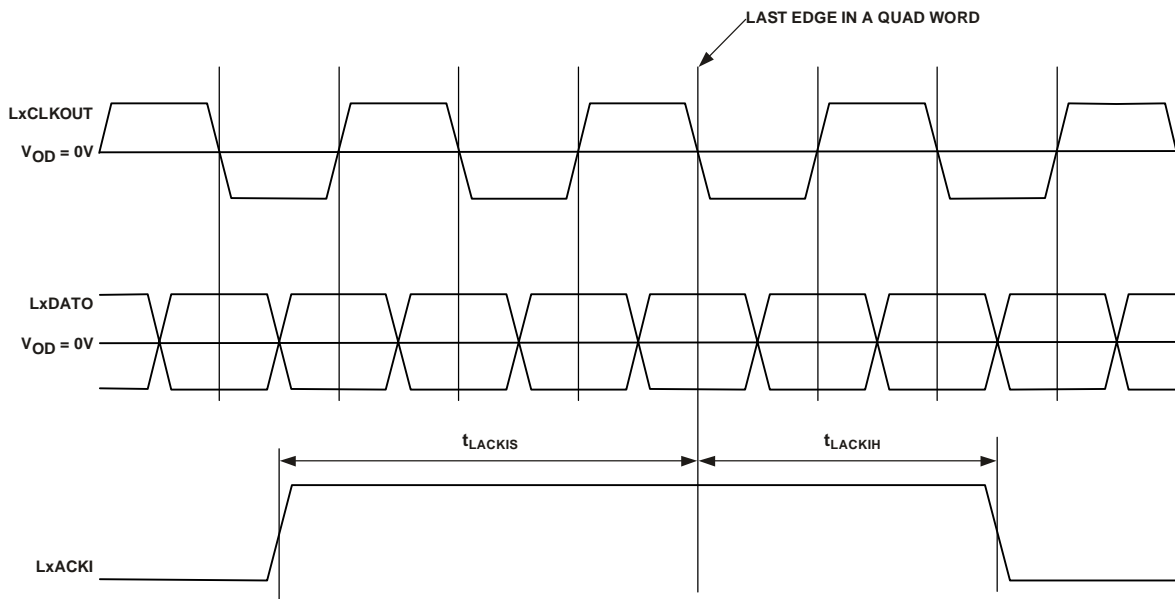 LAST EDGE IN A QUAD WORD
LxCLKOUT
VOD = 0V
LxDATO
VOD = 0V
tLACKIS
tLACKIH
LxACKI